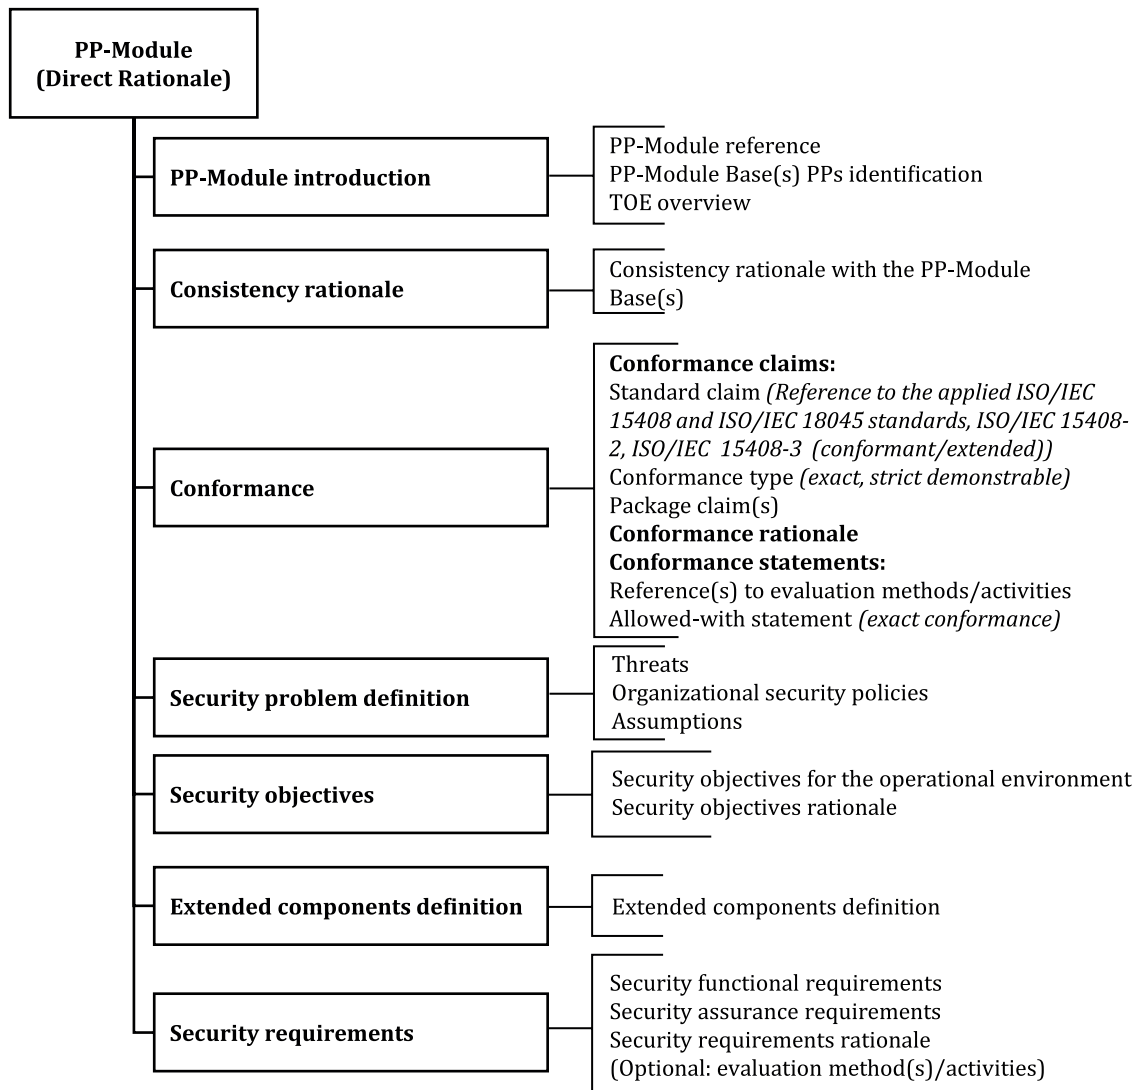 PP-Module
(Direct Rationale)
PP-Module introduction
PP-Module reference
PP-Module Base(s) PPs identification
TOE overview
Consistency rationale
Consistency rationale with the PP-Module
Base(s)
Conformance
Conformance claims:
Standard claim (Reference to the applied ISO/IEC
15408 and ISO/IEC 18045 standards, ISO/IEC 15408-
2, ISO/IEC 15408-3 (conformant/extended))
Conformance type (exact, strict demonstrable)
Package claim(s)
Conformance rationale
Conformance statements:
Reference(s) to evaluation methods/activities
Allowed-with statement (exact conformance)
Security problem definition
Threats
Organizational security policies
Assumptions
Security objectives
Security objectives for the operational environment
Security objectives rationale
Extended components definition
Extended components definition
Security requirements
Security functional requirements
Security assurance requirements
Security requirements rationale
(Optional: evaluation method(s)/activities)